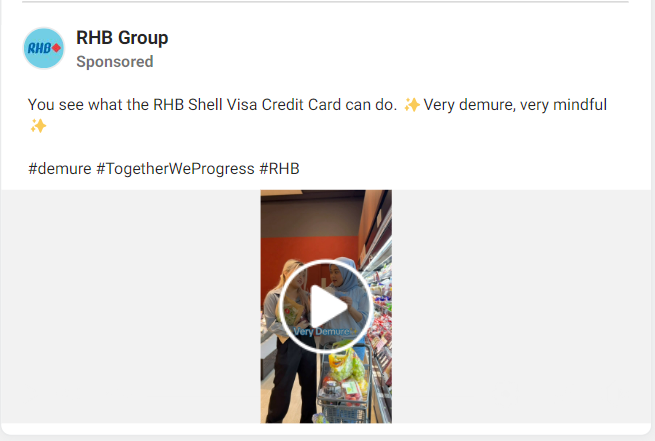 RHB
RHB Group
Sponsored
You see what the RHB Shell Visa Credit Card can do. ✨Very demure, very mindful
✨
#demure #TogetherWeProgress #RHB
Very Demure